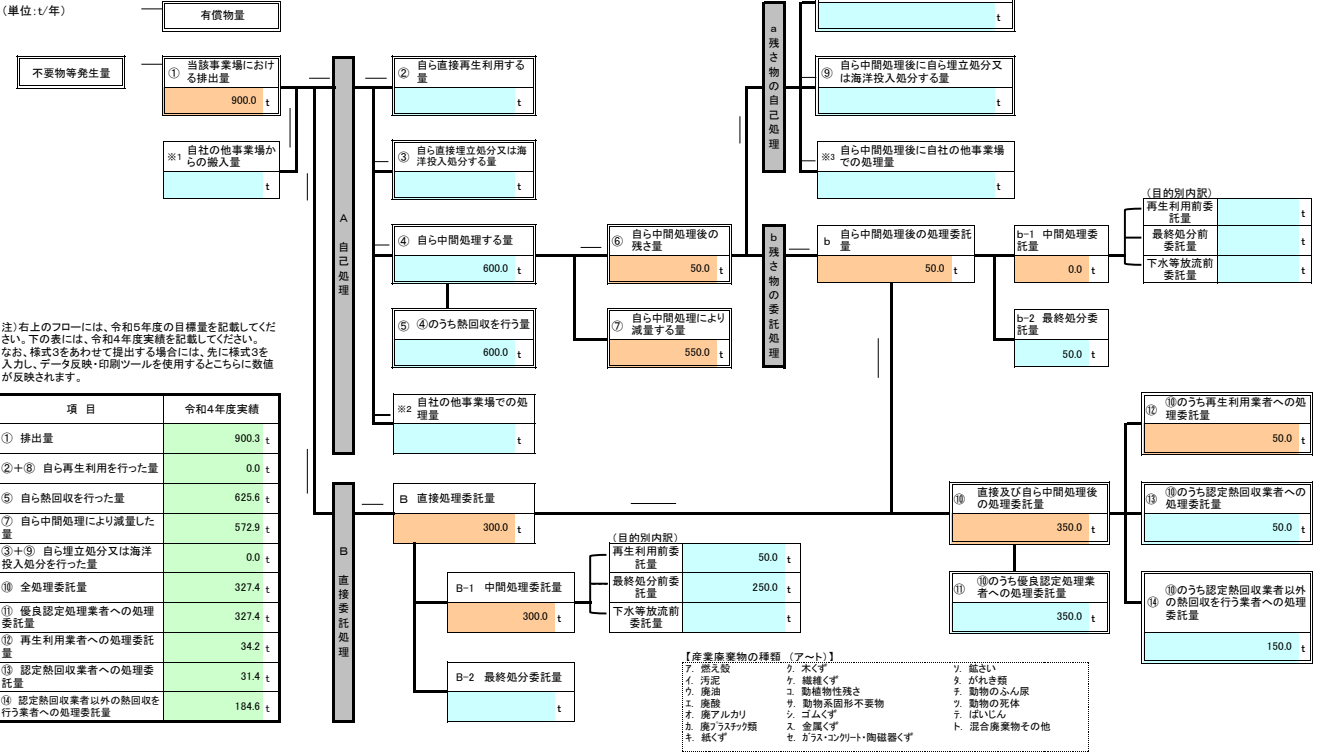 (単位:t/年)
有償物量
不要物等発生量
① 当該事業場におけ
る排出量
900.0 t
※1 自社の他事業場か
らの搬入量
t
A 自己処理
② 自ら直接再生利用する
量
t
③ 自ら直接埋立処分又は海
洋投入処分する量
t
④ 自ら中間処理する量
600.0 t
⑤ ④のうち熱回収を行う量
600.0 t
※2 自社の他事業場での処
理量
t
⑥ 自ら中間処理後の
残さ量
50.0 t
⑦ 自ら中間処理により
減量する量
550.0 t
a 残さ物の自己処理
t
⑨ 自ら中間処理後に自ら埋立処分又
は海洋投入処分する量
t
※3 自ら中間処理後に自社の他事業場
での処理量
t
b 残さ物の委託処理
b 自ら中間処理後の処理委託
量
50.0 t
b-1 中間処理委
託量
0.0 t
b-2 最終処分委
託量
50.0 t
(目的別内訳)
再生利用前委
託量
t
最終処分前
委託量
t
下水等放流前
委託量
t
注)右上のフローには、令和5年度の目標量を記載してくだ
さい。下の表には、令和4年度実績を記載してください。
なお、様式3をあわせて提出する場合には、先に様式3を
入力し、データ反映・印刷ツールを使用するとこちらに数値
が反映されます。
項 目 令和4年度実績
① 排出量 900.3 t
②+⑧ 自ら再生利用を行った量 0.0 t
⑤ 自ら熱回収を行った量 625.6 t
⑦ 自ら中間処理により減量した
量 572.9 t
③+⑨ 自ら埋立処分又は海洋
投入処分を行った量 0.0 t
⑩ 全処理委託量 327.4 t
⑪ 優良認定処理業者への処理
委託量 327.4 t
⑫ 再生利用業者への処理委託
量 34.2 t
⑬ 認定熱回収業者への処理委
託量 31.4 t
⑭ 認定熱回収業者以外の熱回収を
行う業者への処理委託量 184.6 t
B 直接委託処理
B 直接処理委託量
300.0 t
B-1 中間処理委託量
300.0 t
B-2 最終処分委託量
t
(目的別内訳)
再生利用前委
託量
50.0 t
最終処分前委
託量
250.0 t
下水等放流前
委託量
t
⑩ 直接及び自ら中間処理後
の処理委託量
350.0 t
⑪ ⑩のうち優良認定処理業
者への処理委託量
350.0 t
⑫ ⑩のうち再生利用業者への処
理委託量
50.0 t
⑬ ⑩のうち認定熱回収業者への
処理委託量
50.0 t
⑭ ⑩のうち認定熱回収業者以外
の熱回収を行う業者への処理
委託量
150.0 t
【産業廃棄物の種類 (ア~ト)】
ア. 燃え殻 ク. 木くず ソ. 鉱さい
イ. 汚泥 ケ. 繊維くず タ. がれき類
ウ. 廃油 コ. 動植物性残さ チ. 動物のふん尿
エ. 廃酸 サ. 動物系固形不要物 ツ. 動物の死体
オ. 廃アルカリ シ. ゴムくず テ. ばいじん
カ. 廃プラスチック類 ス. 金属くず ト. 混合廃棄物その他
キ. 紙くず セ. ガラス・コンクリート・陶磁器くず